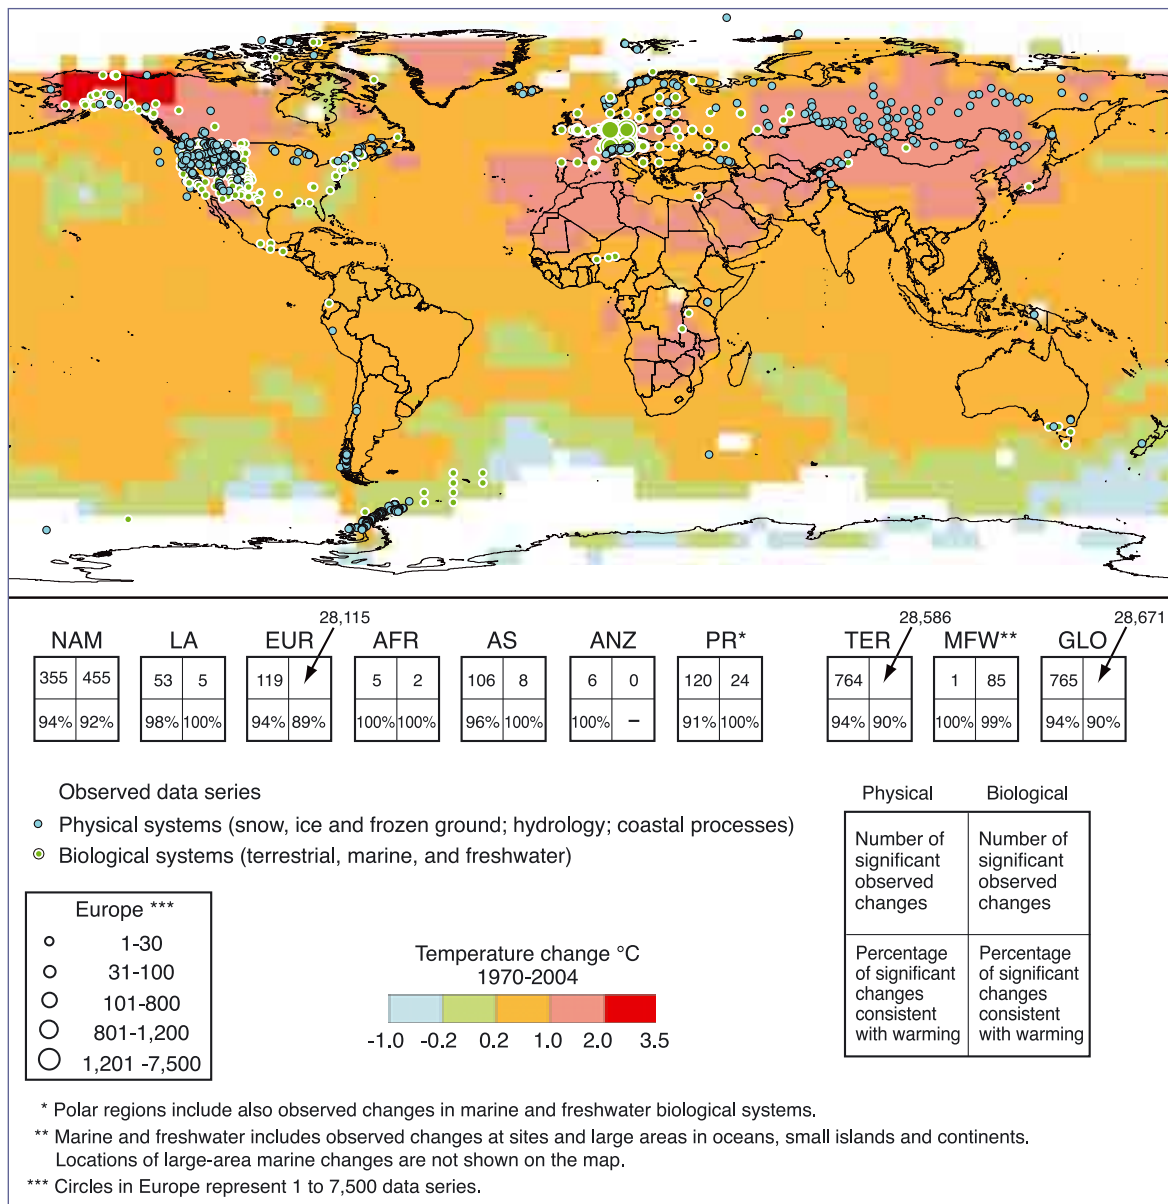 28,115
28,586
28,671
NAM LA EUR AFR AS ANZ PR* TER MFW** GLO
355 455 53 5 119 5 2 106 8 6 0 120 24 764 1 85 765
94% 92% 98% 100% 94% 89% 100% 100% 96% 100% 100% – 91% 100% 94% 90% 100% 99% 94% 90%
Observed data series
Physical systems (snow, ice and frozen ground; hydrology; coastal processes)
Biological systems (terrestrial, marine, and freshwater)
Europe ***
1-30
31-100
101-800
801-1,200
1,201 -7,500
Temperature change °C
1970-2004
-1.0 -0.2 0.2 1.0 2.0 3.5
Physical Biological
Number of
significant
observed
changes
Number of
significant
observed
changes
Percentage
of significant
changes
consistent
with warming
Percentage
of significant
changes
consistent
with warming
* Polar regions include also observed changes in marine and freshwater biological systems.
** Marine and freshwater includes observed changes at sites and large areas in oceans, small islands and continents.
Locations of large-area marine changes are not shown on the map.
*** Circles in Europe represent 1 to 7,500 data series.